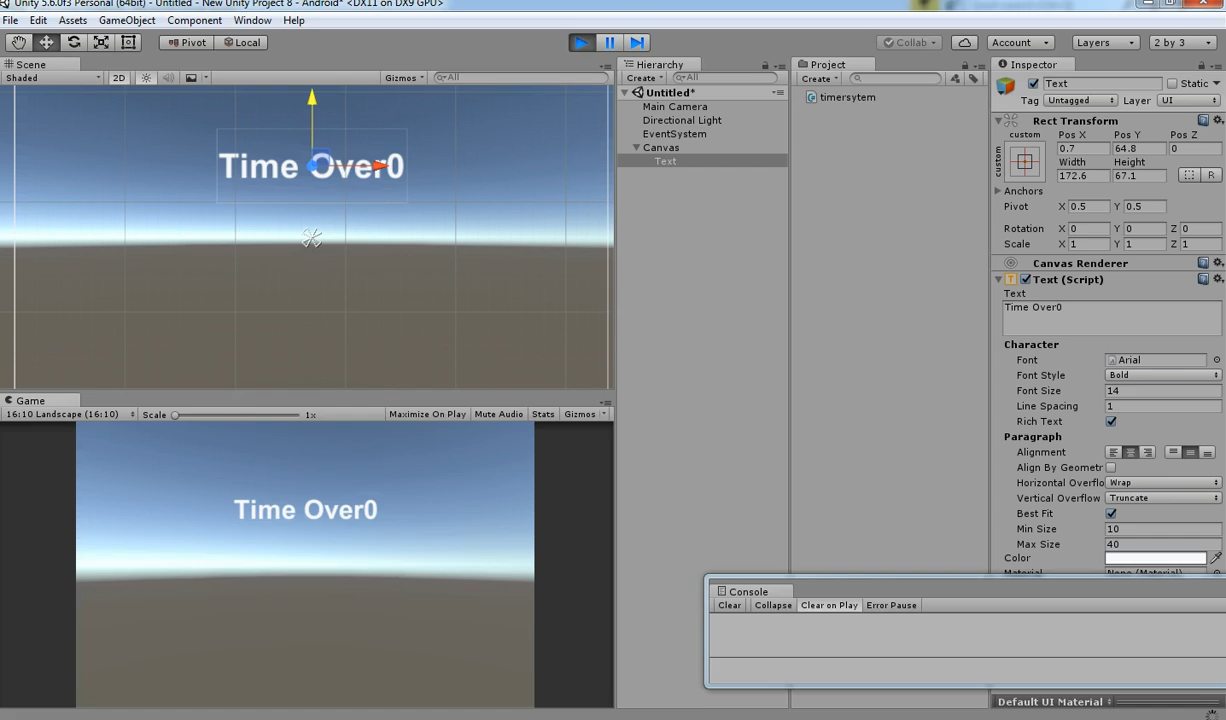 Unity 5.6.0f3 Personal (64bit) - Untitled - New Unity Project 8 - Android* <DX11 on DX9 GPU>
File Edit Assets GameObject Component Window Help
Pivot Local Collab Account Layers 2 by 3
Scene
Shaded 2D Gizmos All
Time Over0
Game
16:10 Landscape (16:10) Scale 1x Maximize On Play Mute Audio Stats Gizmos
Time Over0
Hierarchy
Create All
Untitled*
Main Camera
Directional Light
EventSystem
Canvas
Text
Project
Create
timersytem
Inspector
Text Static
Tag Untagged Layer UI
Rect Transform
custom Pos X Pos Y Pos Z
custom 0.7 64.8 0
Width Height
172.6 67.1 R
Anchors
Pivot X 0.5 Y 0.5
Rotation X 0 Y 0 Z 0
Scale X 1 Y 1 Z 1
Canvas Renderer
Text (Script)
Text
Time Over0
Character
Font Arial
Font Style Bold
Font Size 14
Line Spacing 1
Rich Text
Paragraph
Alignment
Align By Geometr
Horizontal Overflo Wrap
Vertical Overflow Truncate
Best Fit
Min Size 10
Max Size 40
Color
Material None (Material)
Console
Clear Collapse Clear on Play Error Pause
Default UI Material